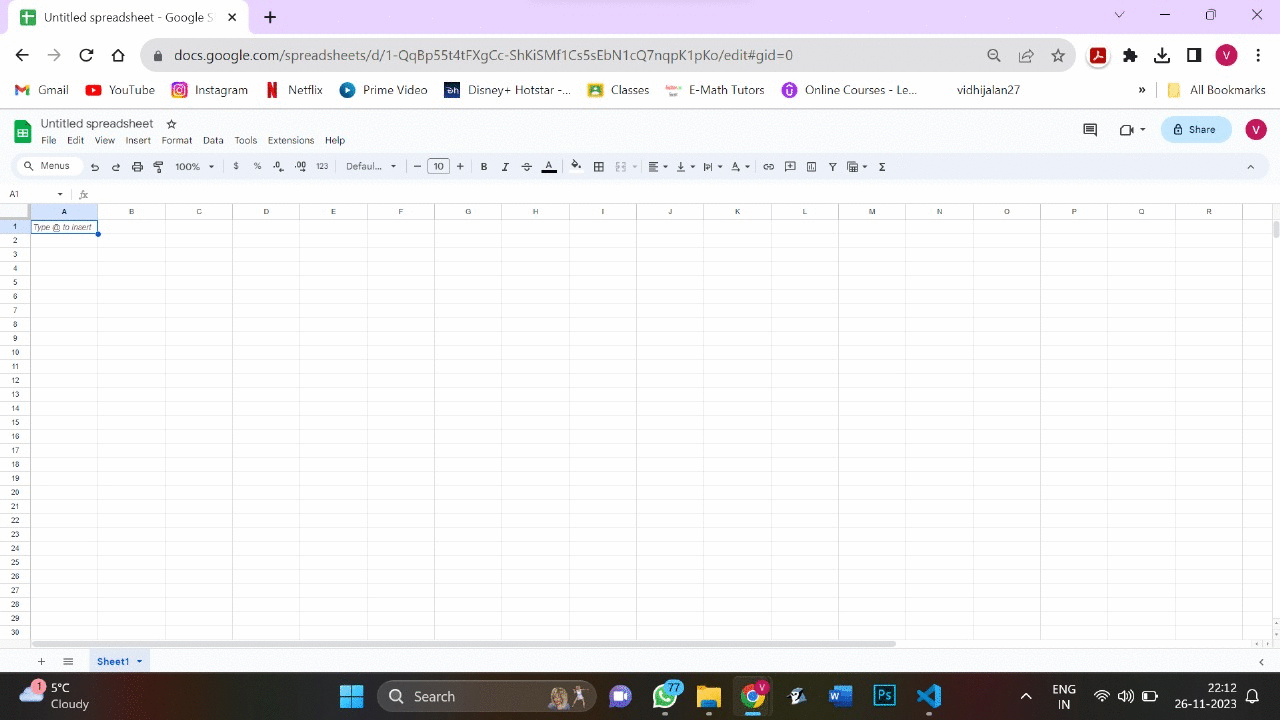 Untitled spreadsheet - Google S
docs.google.com/spreadsheets/d/1-QqBp55t4tFXgCc-ShKiSMf1Cs5sEbN1cQ7nqpK1pKo/edit#gid=0
V
Gmail YouTube Instagram Netflix Prime Video Disney+ Hotstar -... Classes E-Math Tutors Online Courses - Le... vidhijalan27 » All Bookmarks
Untitled spreadsheet
File Edit View Insert Format Data Tools Extensions Help
Share V
Menus 100% $ % .0 .00 123 Defaul... 10 B I A Σ
A1 fx
A B C D E F G H I J K L M N O P Q R
1 Type @ to insert
2
3
4
5
6
7
8
9
10
11
12
13
14
15
16
17
18
19
20
21
22
23
24
25
26
27
28
29
30
Sheet1
1 5°C
Cloudy
Search
77
V
W
Ps
ENG
IN
22:12
26-11-2023